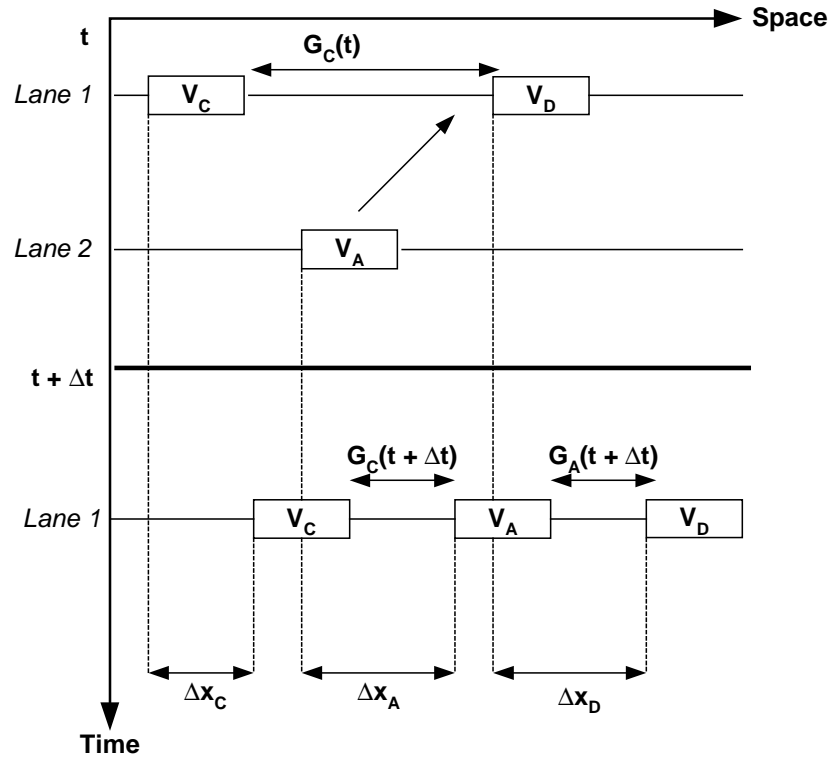 Space
t
G_C(t)
Lane 1
V_C
V_D
Lane 2
V_A
t + Δt
G_C(t + Δt)
G_A(t + Δt)
Lane 1
V_C
V_A
V_D
Δx_C
Δx_A
Δx_D
Time